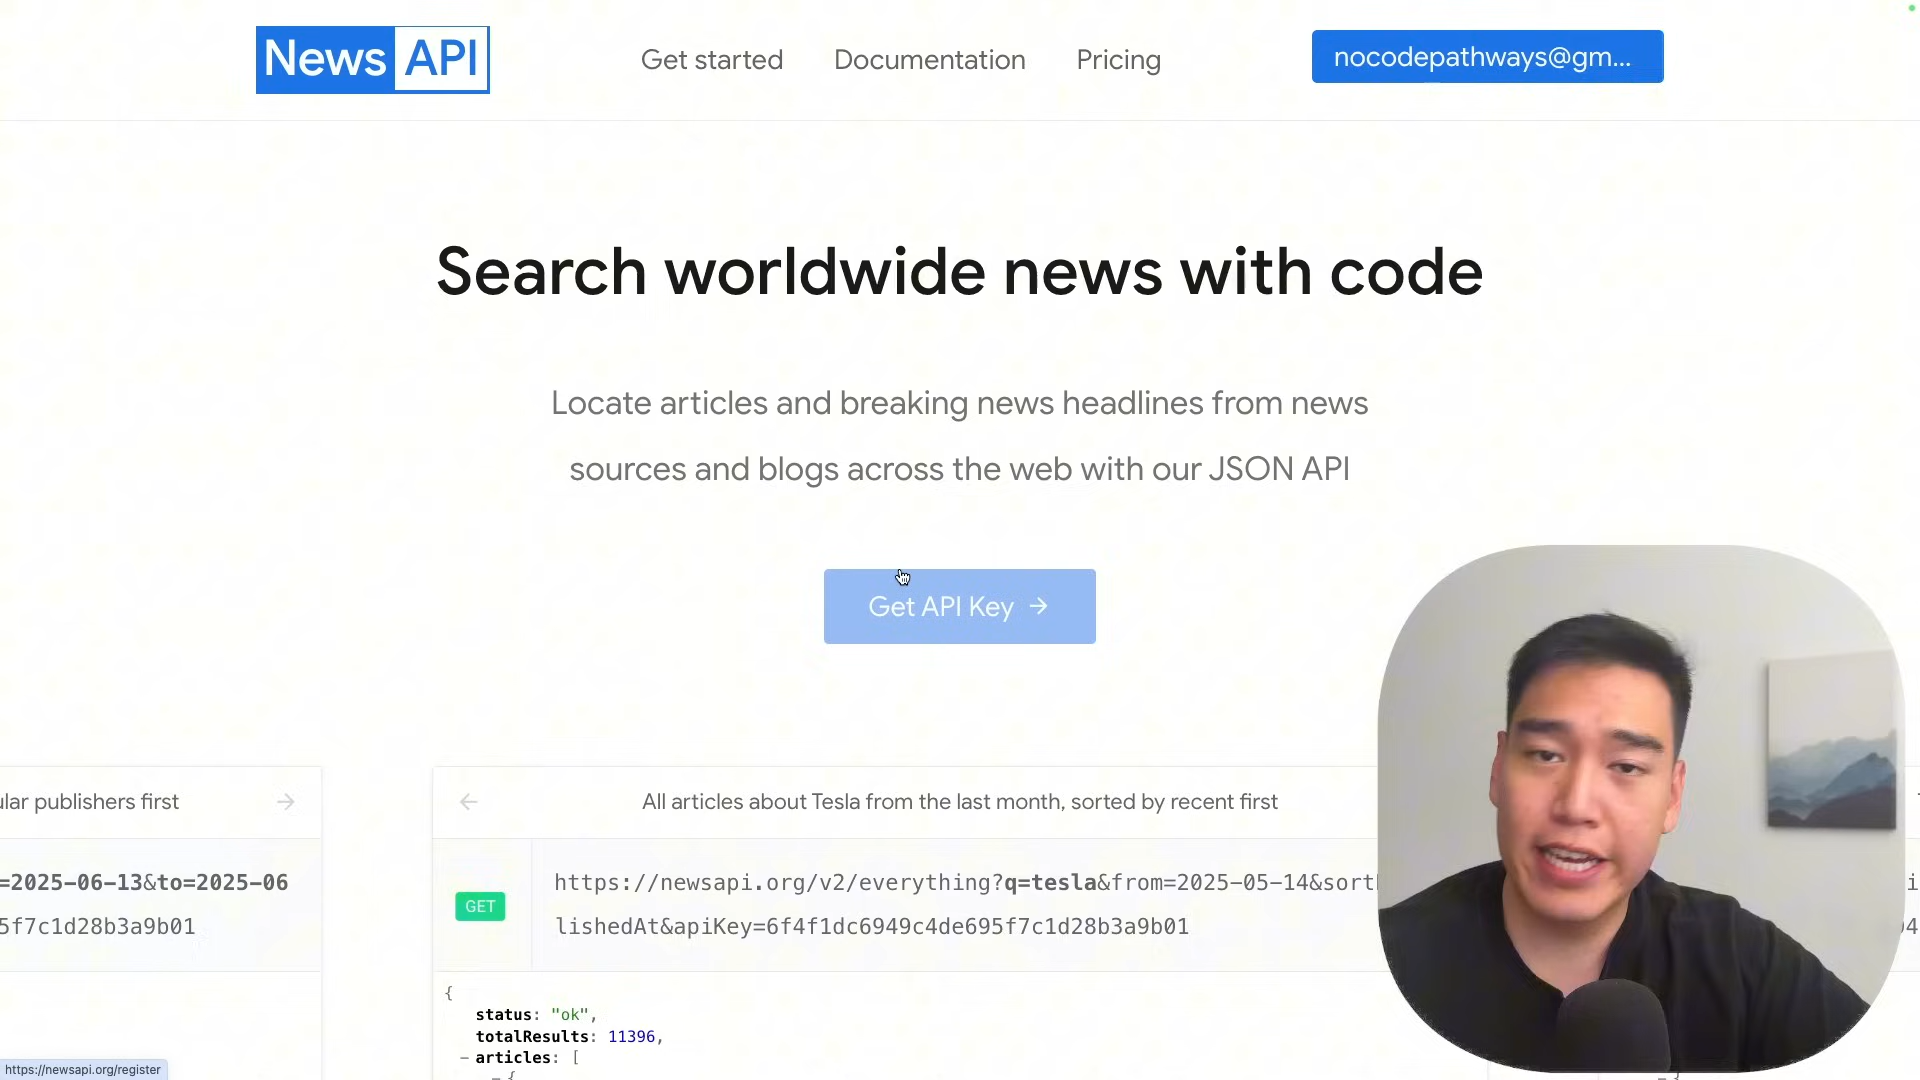 News API
Get started
Documentation
Pricing
nocodepathways@gm...
Search worldwide news with code
Locate articles and breaking news headlines from news
sources and blogs across the web with our JSON API
Get API Key →
ular publishers first →
=2025-06-13&to=2025-06
5f7c1d28b3a9b01
← All articles about Tesla from the last month, sorted by recent first
GET
https://newsapi.org/v2/everything?q=tesla&from=2025-05-14&sort
lishedAt&apiKey=6f4f1dc6949c4de695f7c1d28b3a9b01
{
status: "ok",
totalResults: 11396,
– articles: [
– {
https://newsapi.org/register